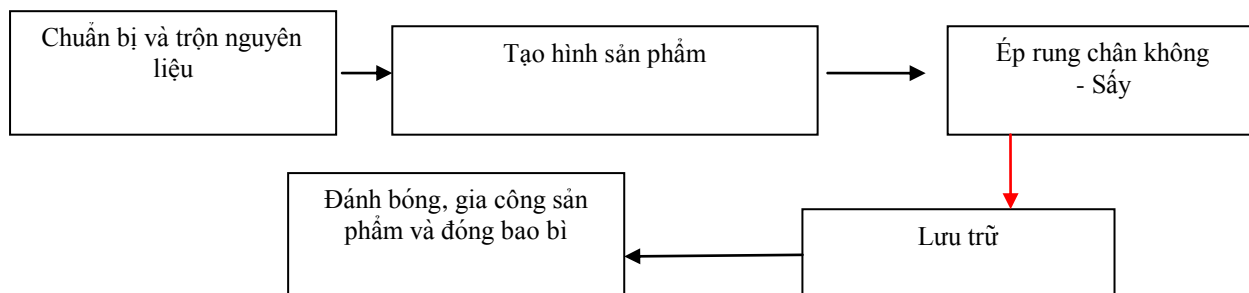 Chuẩn bị và trộn nguyên
liệu
Tạo hình sản phẩm
Ép rung chân không
- Sấy
Lưu trữ
Đánh bóng, gia công sản
phẩm và đóng bao bì